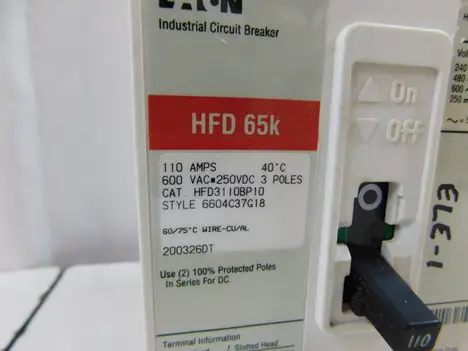 EATON
Industrial Circuit Breaker
HFD 65k
110 AMPS 40°C
600 VAC▪250VDC 3 POLES
CAT. HFD3110BP10
STYLE 6604C37G18
60/75°C WIRE-CU/AL
200326DT
Use (2) 100% Protected Poles
In Series For DC.
Terminal Information
Slotted Head
△ On
▽ Off
O
110
1-373
240
480
600
250